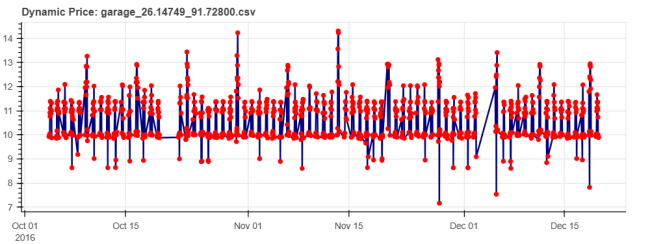 Dynamic Price: garage_26.14749_91.72800.csv
14
13
12
11
10
9
8
7
Oct 01
Oct 15
Nov 01
Nov 15
Dec 01
Dec 15
2016